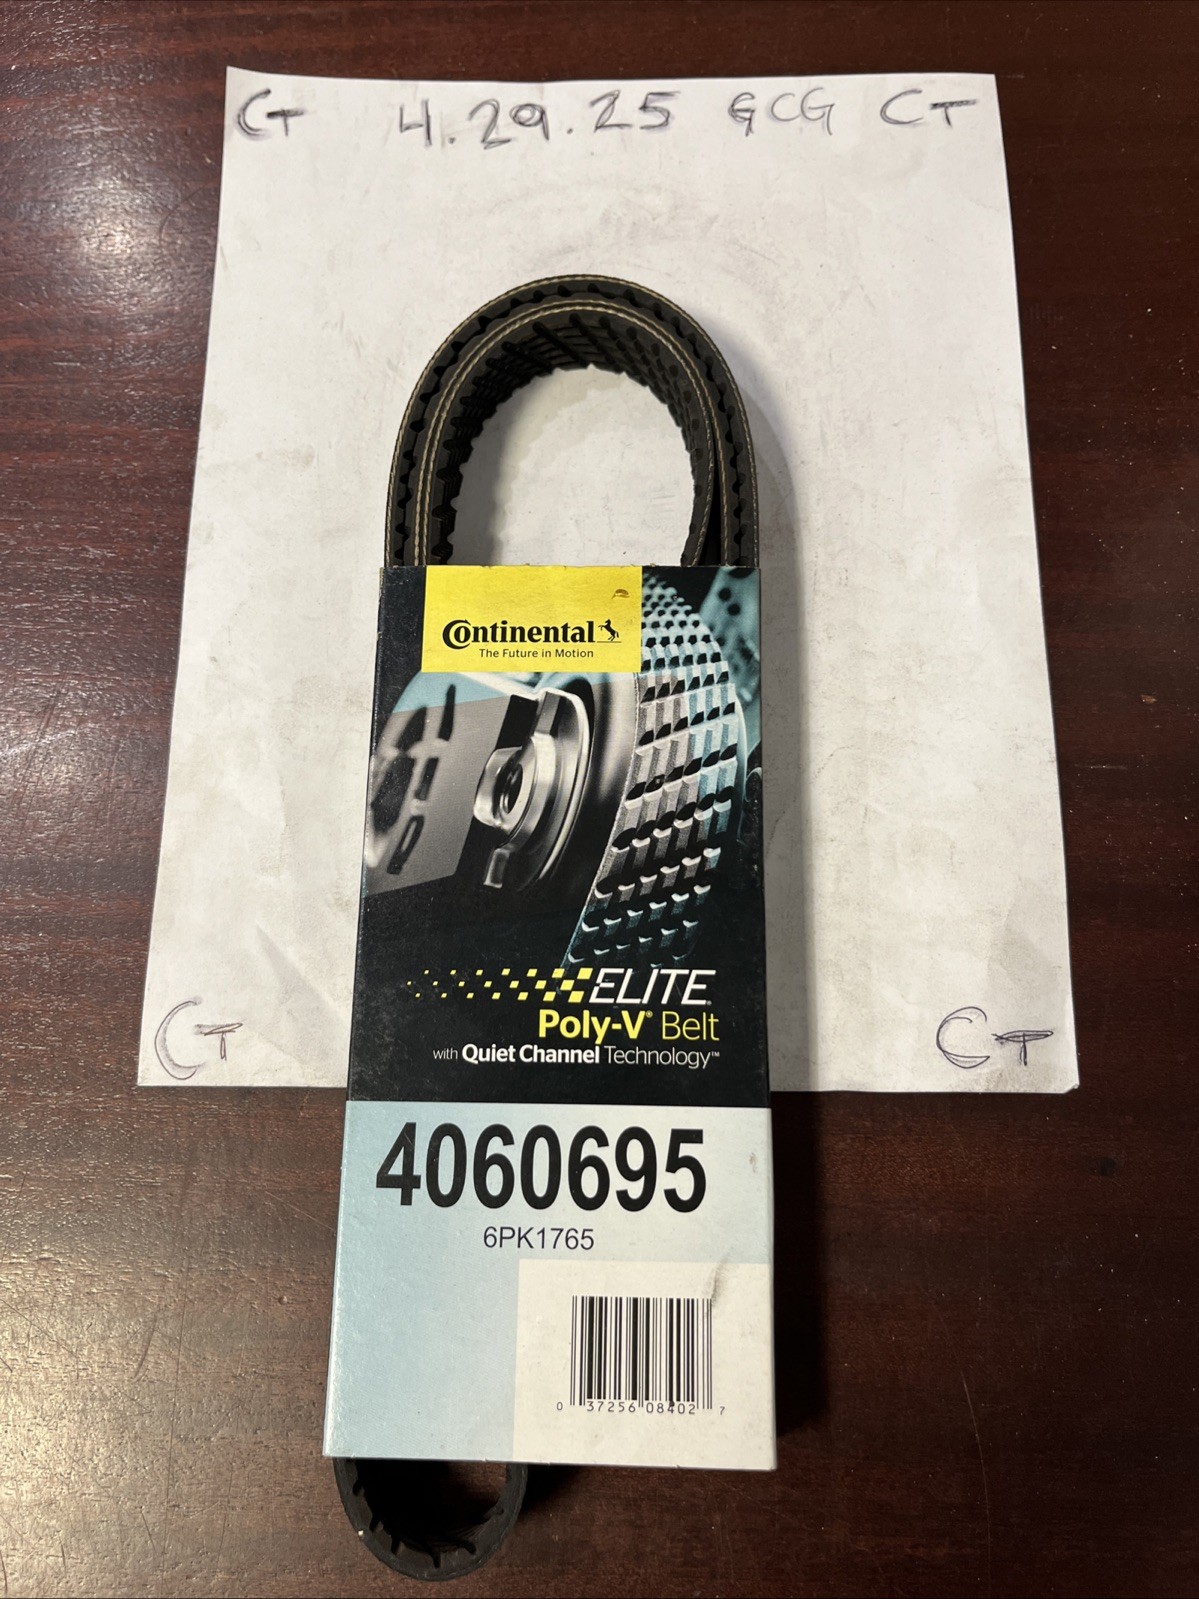 CT 4.29.25 GCG CT
Continental
The Future in Motion
ELITE®
Poly-V® Belt
with Quiet Channel Technology™
CT CT
4060695
6PK1765
0 37256 08402 7